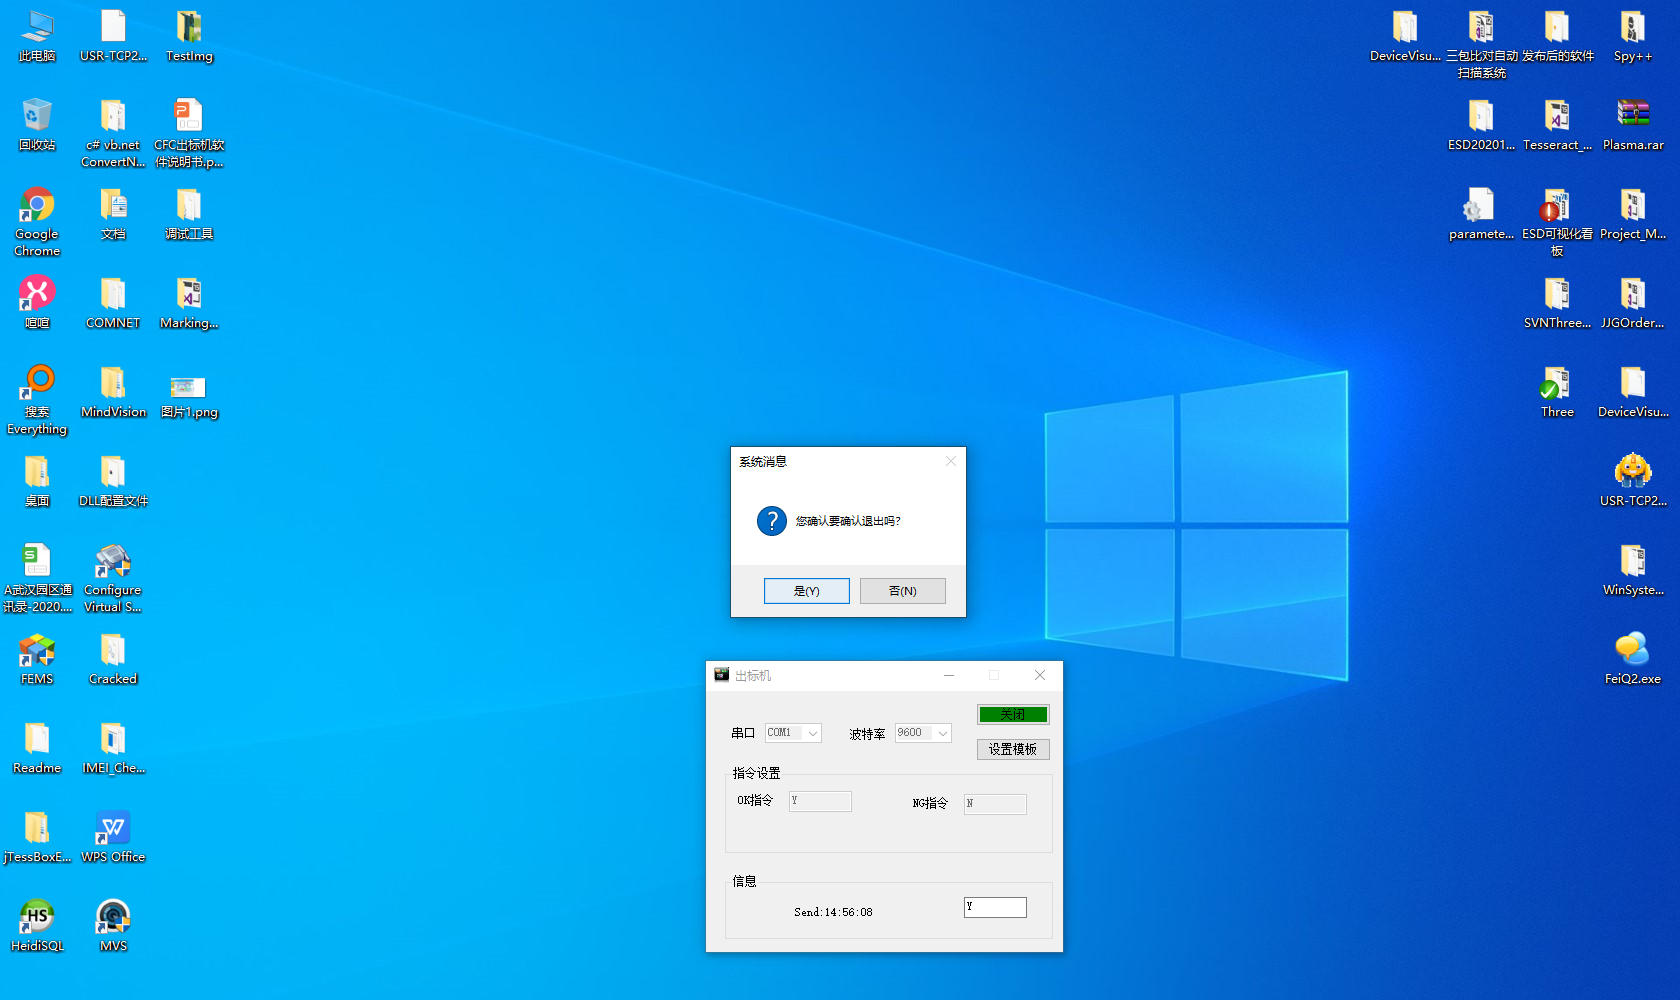 此电脑
USR-TCP2...
TestImg
回收站
c# vb.net
ConvertN...
CFC出标机软
件说明书.p...
Google
Chrome
文档
调试工具
喧喧
COMNET
Marking...
搜索
Everything
MindVision
图片1.png
桌面
DLL配置文件
A武汉园区通
讯录-2020....
Configure
Virtual S...
FEMS
Cracked
Readme
IMEI_Che...
jTessBoxE...
WPS Office
HeidiSQL
MVS
DeviceVisu...
三包比对自动
扫描系统
发布后的软件
Spy++
ESD20201...
Tesseract_...
Plasma.rar
paramete...
ESD可视化看
板
Project_M...
SVNThree...
JJGOrder...
Three
DeviceVisu...
USR-TCP2...
WinSyste...
FeiQ2.exe
系统消息
您确认要确认退出吗?
是(Y)
否(N)
出标机
串口
COM1
波特率
9600
关闭
设置模板
指令设置
OK指令
Y
NG指令
N
信息
Send:14:56:08
Y